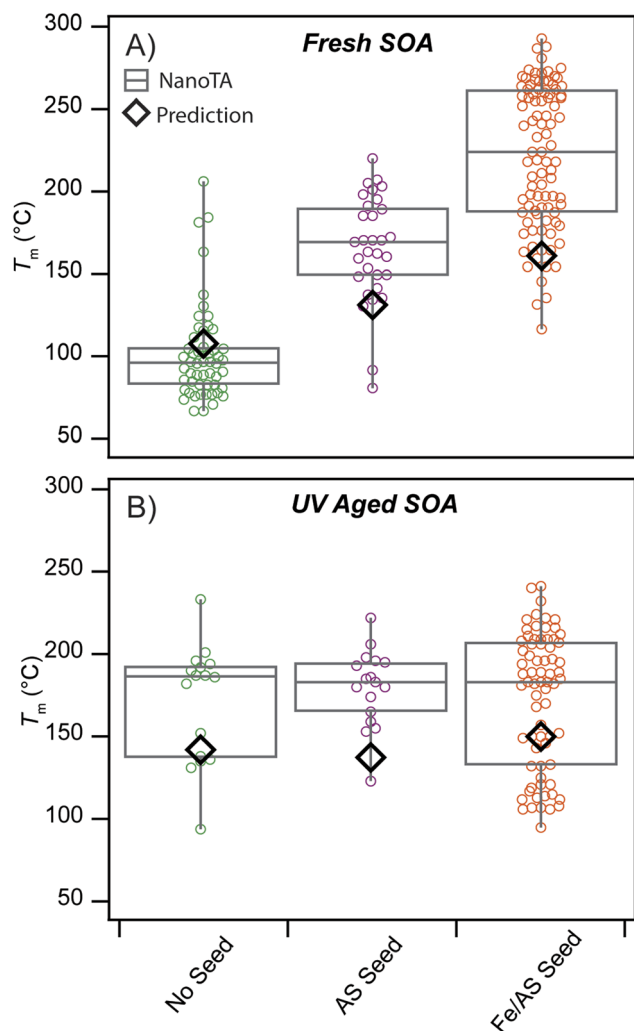 A)
Fresh SOA
NanoTA
Prediction
300
250
200
150
100
50
Tm (°C)
B)
UV Aged SOA
300
250
200
150
100
50
Tm (°C)
No Seed
AS Seed
Fe/AS Seed